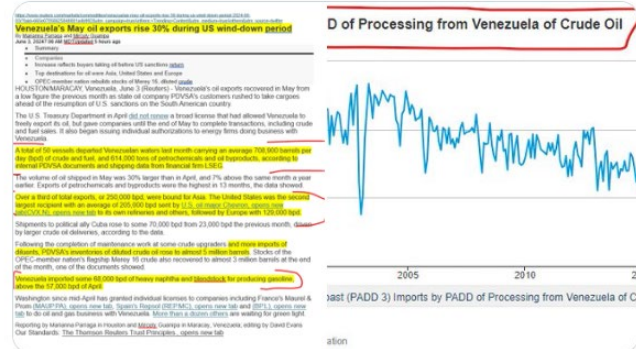 Venezuela's May oil exports rise 30% during US wind-down period
By Marianna Parraga and Mircely Guanipa
Summary
Companies
Increase reflects buyers taking oil before US sanctions return
Top destinations for oil were Asia, United States and Europe
OPEC-member nation rebuilds stocks of Merey 16, diluted crude
HOUSTON/MARACAY, Venezuela, June 3 (Reuters) - Venezuela's oil exports recovered in May from
a low figure the previous month as state oil company PDVSA's customers rushed to take cargoes
ahead of the resumption of U.S. sanctions on the South American country.
The U.S. Treasury Department in April did not renew a broad license that had allowed Venezuela to
freely export its oil, but gave companies until the end of May to complete transactions, including crude
and fuel sales. It also began issuing individual authorizations to energy firms doing business with
Venezuela.
A total of 50 vessels departed Venezuelan waters last month carrying an average 708,900 barrels per
day (bpd) of crude and fuel, and 614,000 tons of petrochemicals and oil byproducts, according to
internal PDVSA documents and shipping data from financial firm LSEG.
The volume of oil shipped in May was 30% larger than in April, and 7% above the same month a year
earlier. Exports of petrochemicals and byproducts were the highest in 13 months, the data showed.
Over a third of total exports, or 250,000 bpd, were bound for Asia. The United States was the second
largest recipient with an average of 205,000 bpd sent by U.S. oil major Chevron, opens new
tab(CVX.N), opens new tab to its own refineries and others, followed by Europe with 129,000 bpd.
Shipments to political ally Cuba rose to some 70,000 bpd from 23,000 bpd the previous month, driven
by larger crude oil deliveries, according to the data.
Following the completion of maintenance work at some crude upgraders and more imports of
diluents, PDVSA's inventories of diluted crude oil rose to almost 5 million barrels. Stocks of the
OPEC-member nation's flagship Merey 16 crude also recovered to almost 3 million barrels at the end
of the month, one of the documents showed.
Venezuela imported some 69,000 bpd of heavy naphtha and blendstock for producing gasoline,
above the 57,000 bpd of April.
Washington since mid-April has granted individual licenses to companies including France's Maurel &
Prom (MAUP.PA), opens new tab, Spain's Repsol (REP.MC), opens new tab and (BP.L), opens new
tab to do oil and gas business with Venezuela. More than a dozen others are waiting for green light.
Reporting by Marianna Parraga in Houston and Mircely Guanipa in Maracay, Venezuela; editing by David Evans
Our Standards: The Thomson Reuters Trust Principles., opens new tab
D of Processing from Venezuela of Crude Oil
2005
2010
2015
ast (PADD 3) Imports by PADD of Processing from Venezuela of C
ation